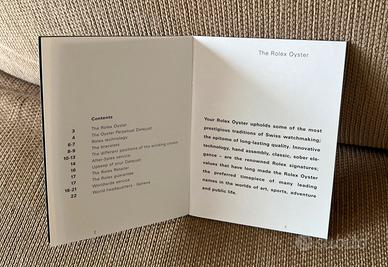 Contents
3 The Rolex Oyster
4 The Oyster Perpetual Datejust
6-7 Rolex technology
8-9 The bracelets
10-13 The different positions of the winding crown
14 After-Sales service
16 Upkeep of your Datejust
17 The Rolex Retailer
17 The Rolex guarantee
18-21 Worldwide service
22 World headquarters - Geneva
2
The Rolex Oyster
Your Rolex Oyster upholds some of the most
prestigious traditions of Swiss watchmaking;
the epitome of long-lasting quality. Innovative
technology, hand assembly, classic, sober ele-
gance – are the renowned Rolex signatures;
values that have long made the Rolex Oyster
the preferred timepiece of many leading
names in the worlds of art, sports, adventure
and public life.
3